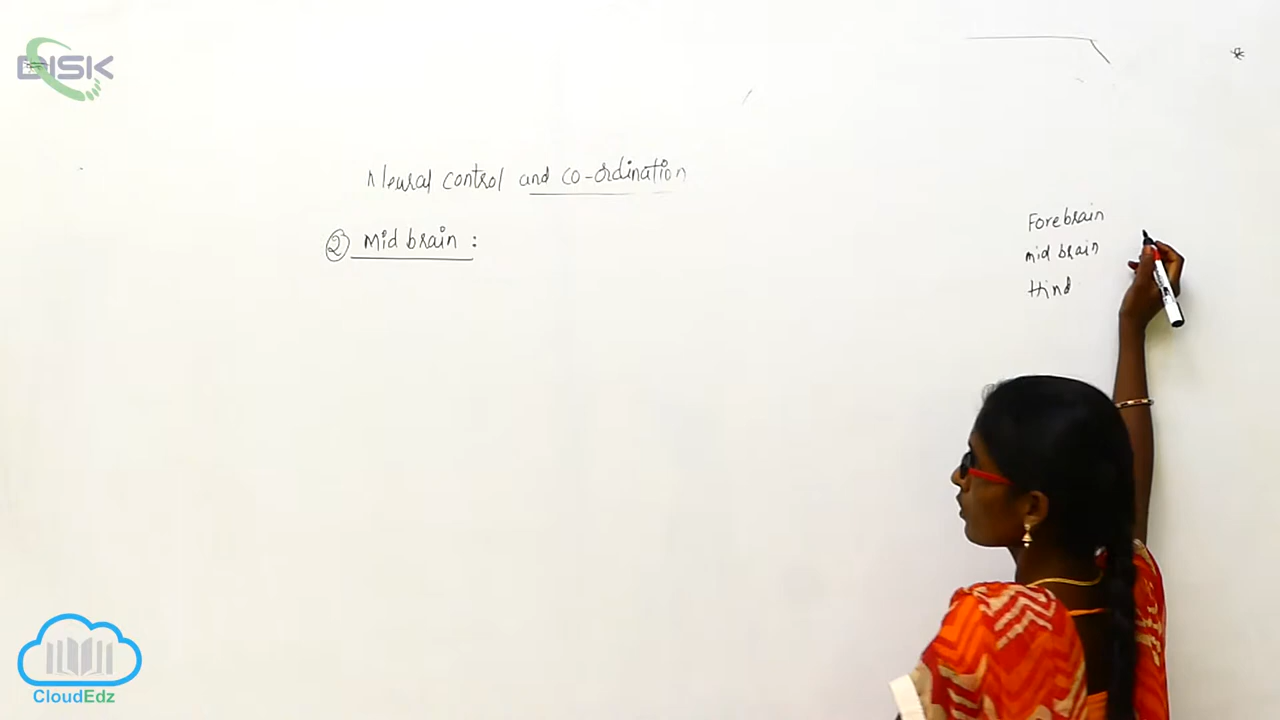 DISK
Neural control and co-ordination
② Mid brain :
Forebrain
mid brain
Hind
CloudEdz